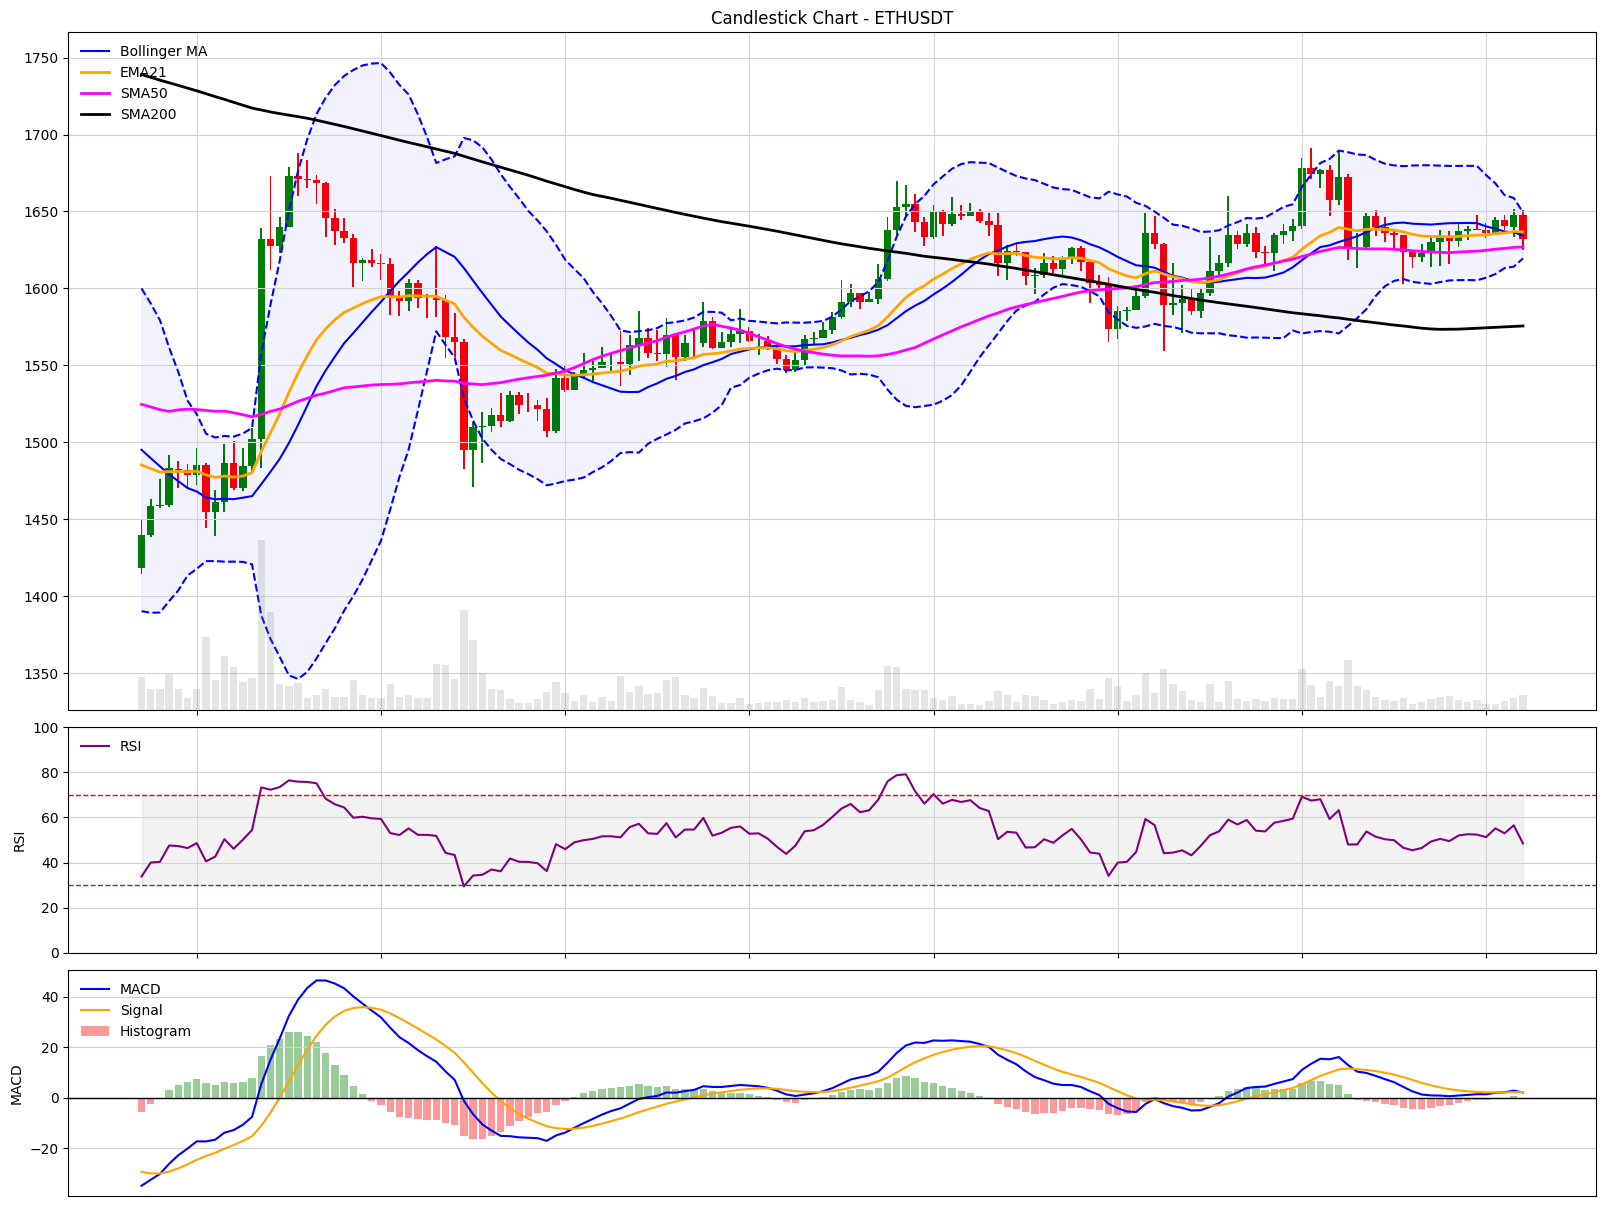 Candlestick Chart - ETHUSDT
Bollinger MA
EMA21
SMA50
SMA200
1750
1700
1650
1600
1550
1500
1450
1400
1350
RSI
100
80
60
40
20
0
RSI
MACD
Signal
Histogram
40
20
0
−20
MACD